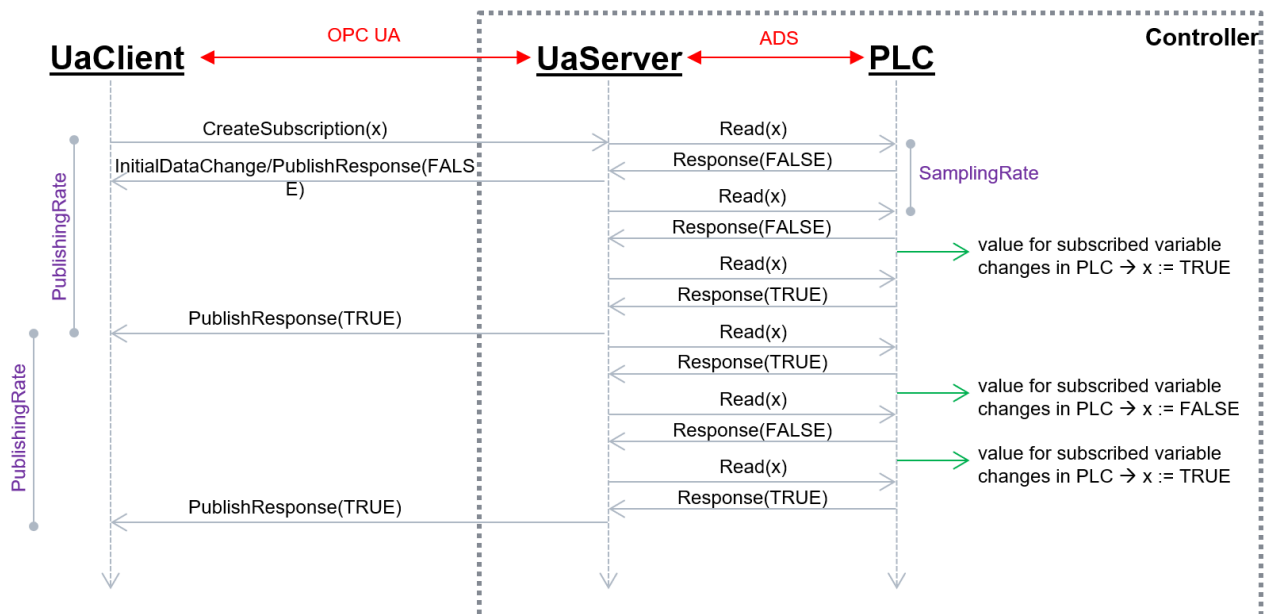 OPC UA
ADS
Controller
UaClient
UaServer
PLC
CreateSubscription(x)
Read(x)
InitialDataChange/PublishResponse(FALS
E)
Response(FALSE)
SamplingRate
PublishingRate
Read(x)
Response(FALSE)
value for subscribed variable
changes in PLC → x := TRUE
Read(x)
Response(TRUE)
PublishResponse(TRUE)
Read(x)
Response(TRUE)
PublishingRate
value for subscribed variable
changes in PLC → x := FALSE
Read(x)
Response(FALSE)
value for subscribed variable
changes in PLC → x := TRUE
Read(x)
Response(TRUE)
PublishResponse(TRUE)